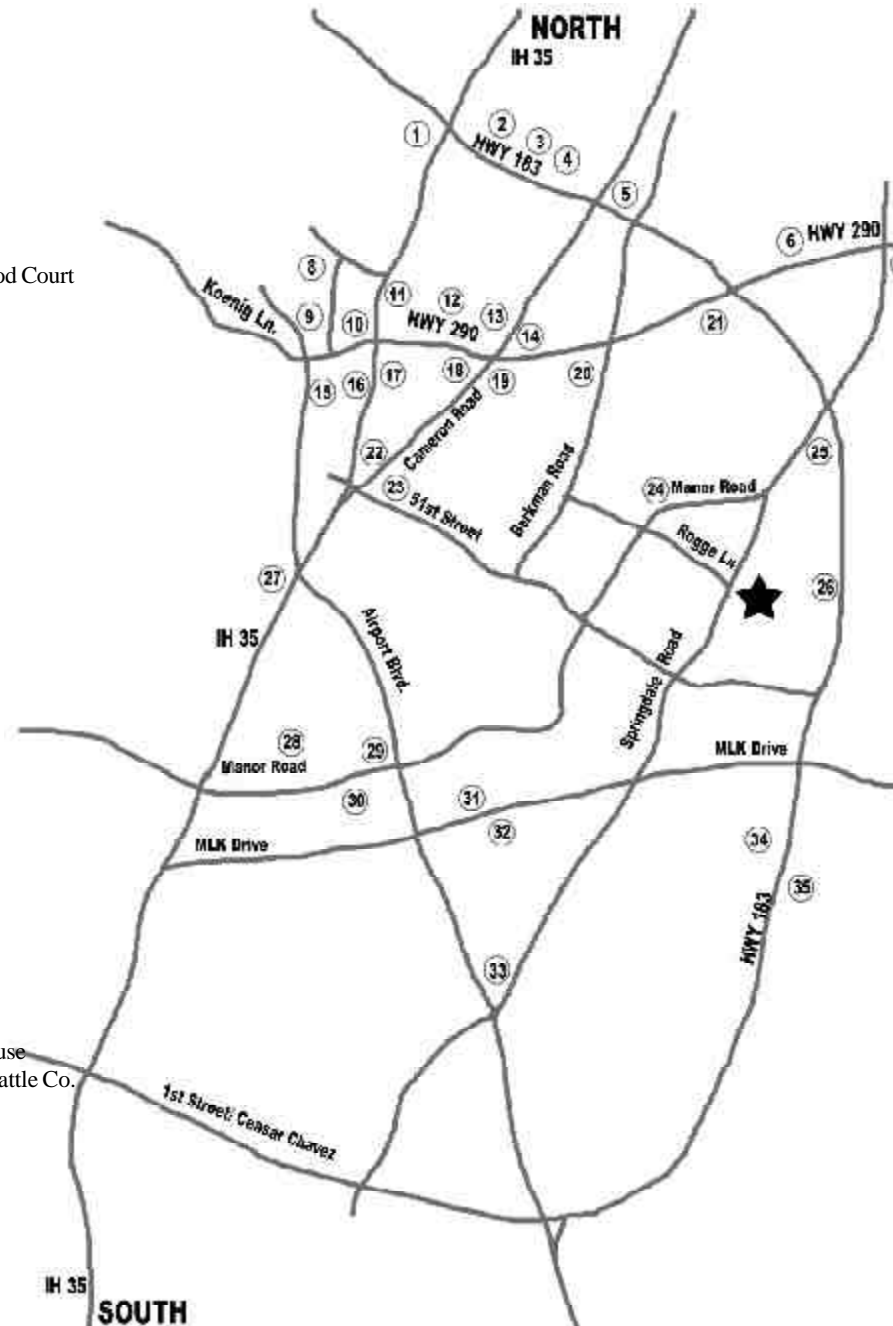 NORTH
IH 35
1
2
3
4
HWY 183
5
6
HWY 290
od Court
8
Koenig Ln.
9
10
11
12
13
14
HWY 290
21
15
16
17
18
19
20
Cameron Road
22
23
51st Street
Berkman Road
24
Manor Road
25
Rogge Ln.
26
27
IH 35
Airport Blvd.
Springdale Road
28
Manor Road
29
30
31
32
MLK Drive
MLK Drive
34
35
HWY 183
33
use
attle Co.
1st Street/ Ceasar Chavez
IH 35
SOUTH